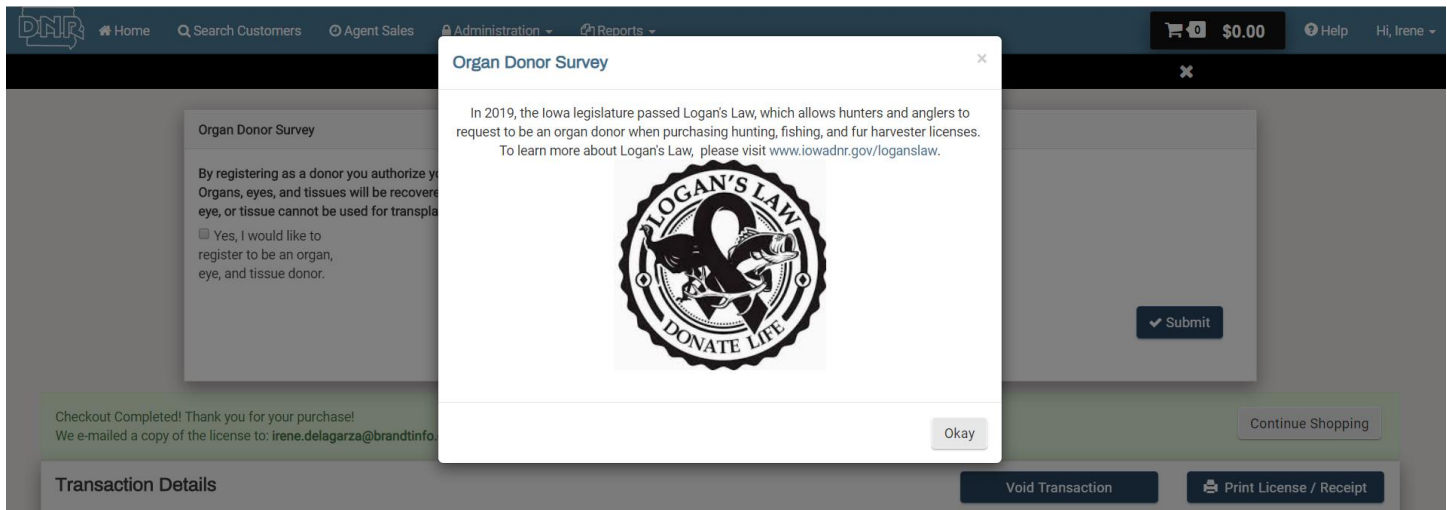 DNR Home Search Customers Agent Sales Administration Reports 0 $0.00 Help Hi, Irene
Organ Donor Survey
By registering as a donor you authorize
Organs, eyes, and tissues will be
eye, or tissue cannot be used for
Yes, I would like to
register to be an organ,
eye, and tissue donor.
Submit
Organ Donor Survey ×
In 2019, the Iowa legislature passed Logan's Law, which allows hunters and anglers to
request to be an organ donor when purchasing hunting, fishing, and fur harvester licenses.
To learn more about Logan's Law, please visit www.iowadnr.gov/loganslaw.
LOGAN'S LAW
DONATE LIFE
Okay
Checkout Completed! Thank you for your purchase!
We e-mailed a copy of the license to: irene.delagarza@brandtinfo.
Continue Shopping
Transaction Details Void Transaction Print License / Receipt